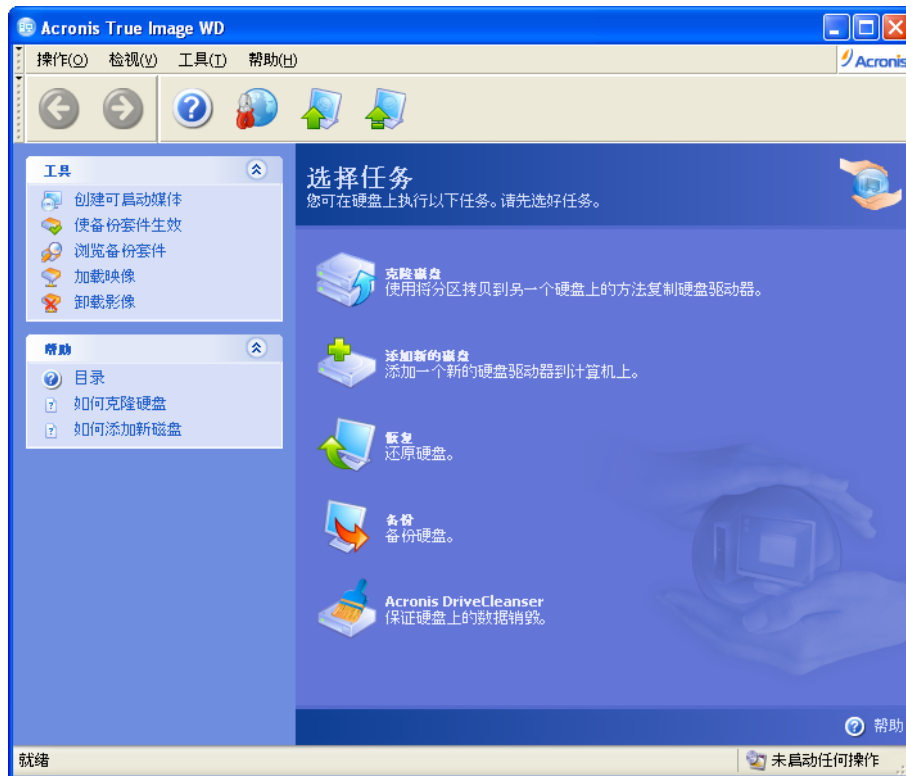 Acronis True Image WD
操作(O) 检视(V) 工具(T) 帮助(H)
Acronis
工具
创建可启动媒体
使备份套件生效
浏览备份套件
加载映像
卸载影像
帮助
目录
如何克隆硬盘
如何添加新磁盘
选择任务
您可在硬盘上执行以下任务。请先选好任务。
克隆磁盘
使用将分区拷贝到另一个硬盘上的方法复制硬盘驱动器。
添加新的磁盘
添加一个新的硬盘驱动器到计算机上。
恢复
还原硬盘。
备份
备份硬盘。
Acronis DriveCleanser
保证硬盘上的数据销毁。
帮助
就绪
未启动任何操作